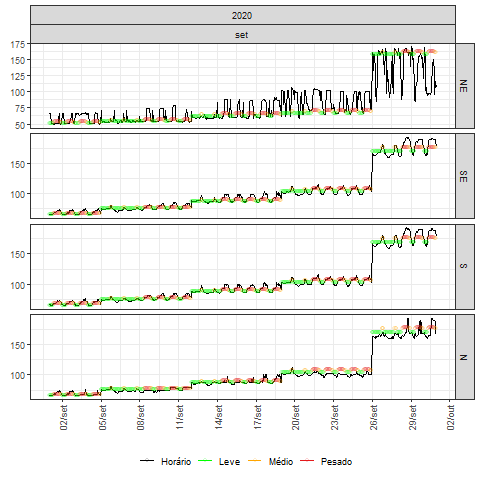 2020
set
175
150
125
100
75
50
NE
150
100
SE
150
100
S
150
100
N
02/set
05/set
08/set
11/set
14/set
17/set
20/set
23/set
26/set
29/set
02/out
Horário
Leve
Médio
Pesado